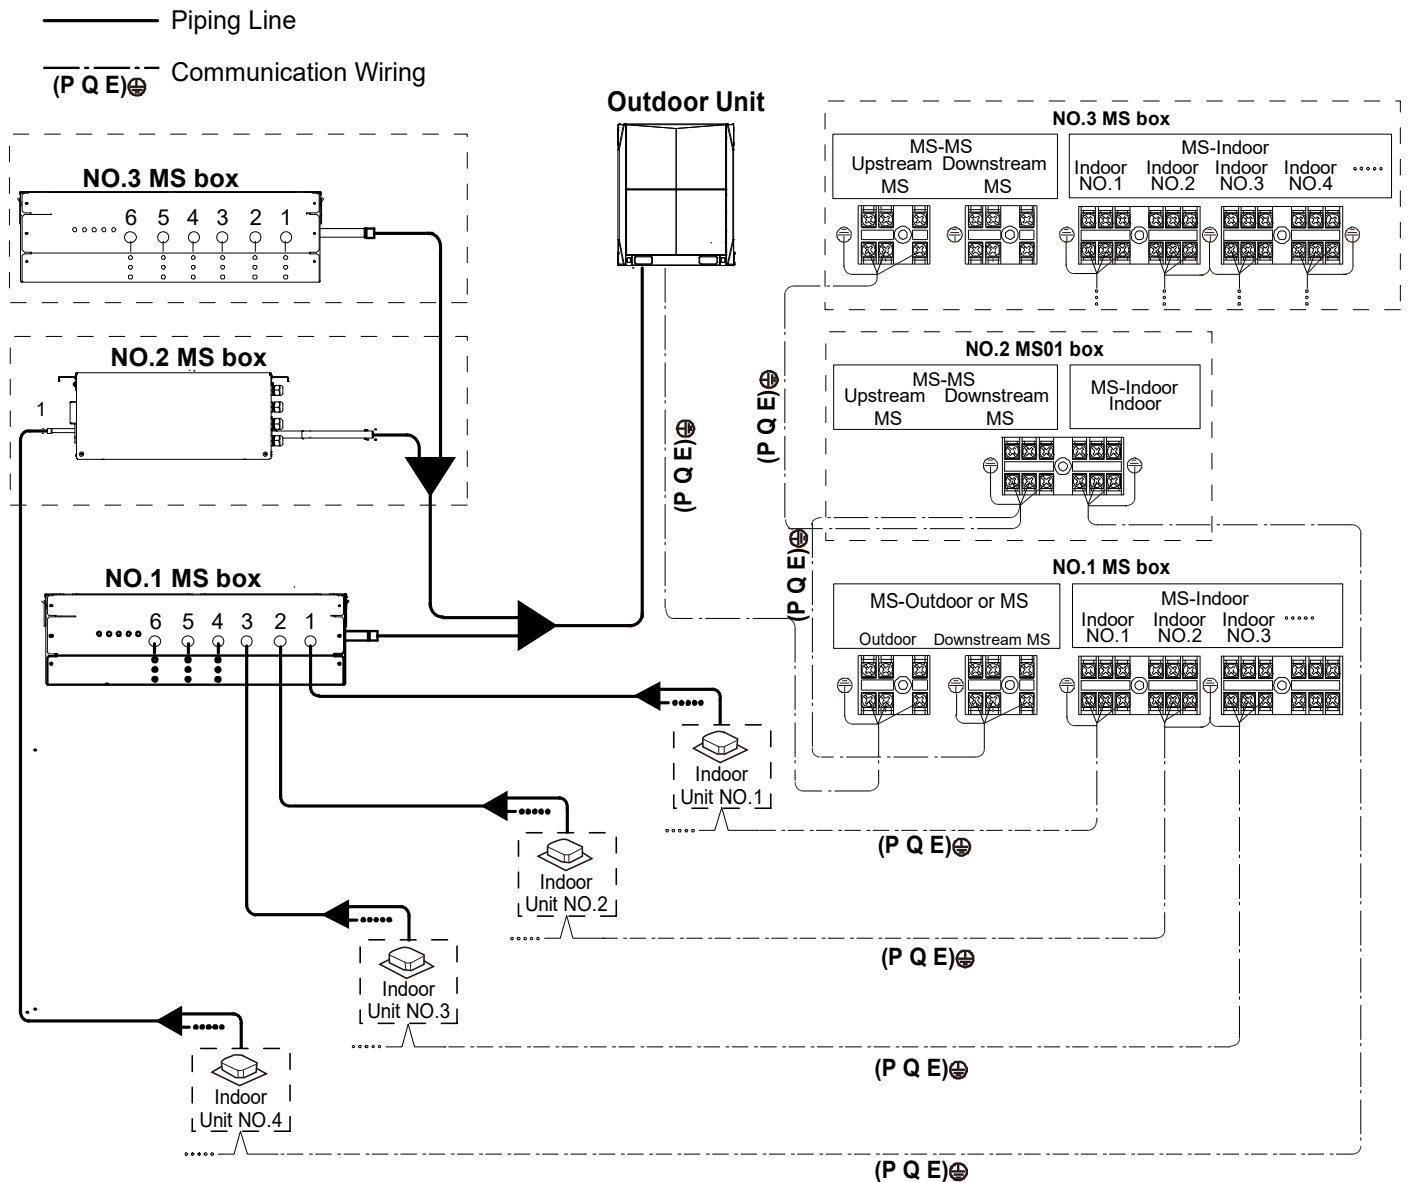 Piping Line
(P Q E) Communication Wiring
Outdoor Unit
NO.3 MS box
6 5 4 3 2 1
NO.2 MS box
1
NO.1 MS box
6 5 4 3 2 1
Indoor
Unit NO.1
Indoor
Unit NO.2
Indoor
Unit NO.3
Indoor
Unit NO.4
(P Q E)
(P Q E)
(P Q E)
NO.3 MS box
MS-MS
Upstream Downstream
MS MS
MS-Indoor
Indoor Indoor Indoor Indoor
NO.1 NO.2 NO.3 NO.4
NO.2 MS01 box
MS-MS
Upstream Downstream
MS MS
MS-Indoor
Indoor
NO.1 MS box
MS-Outdoor or MS
Outdoor Downstream MS
MS-Indoor
Indoor Indoor Indoor
NO.1 NO.2 NO.3
(P Q E)
(P Q E)
(P Q E)
(P Q E)